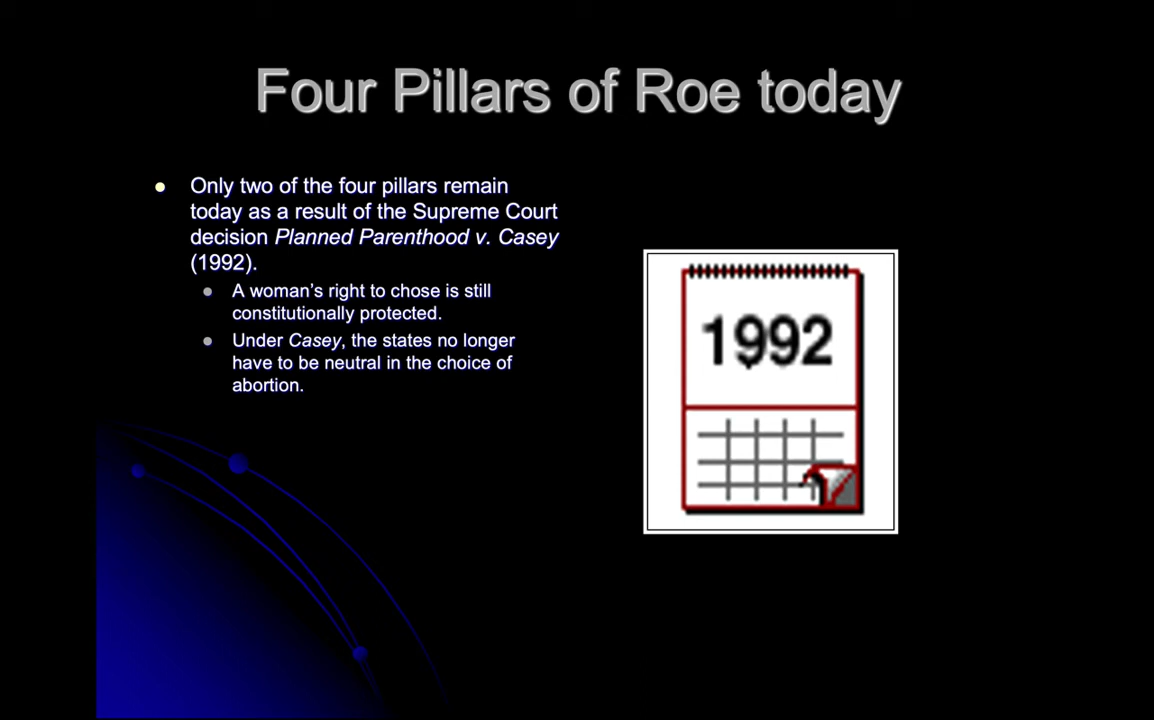 Four Pillars of Roe today
Only two of the four pillars remain
today as a result of the Supreme Court
decision Planned Parenthood v. Casey
(1992).
A woman’s right to chose is still
constitutionally protected.
Under Casey, the states no longer
have to be neutral in the choice of
abortion.
1992